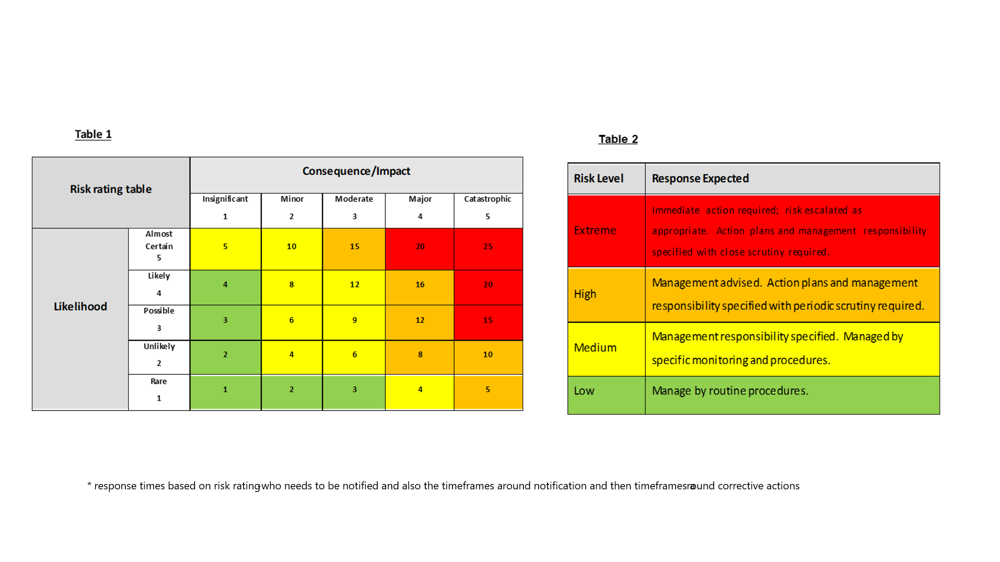 Table 1
Risk rating table
Consequence/Impact
Insignificant
1
Minor
2
Moderate
3
Major
4
Catastrophic
5
Likelihood
Almost
Certain
5
5
10
15
20
25
Likely
4
4
8
12
16
20
Possible
3
3
6
9
12
15
Unlikely
2
2
4
6
8
10
Rare
1
1
2
3
4
5
Table 2
Risk Level
Response Expected
Extreme
Immediate action required; risk escalated as
appropriate. Action plans and management responsibility
specified with close scrutiny required.
High
Management advised. Action plans and management
responsibility specified with periodic scrutiny required.
Medium
Management responsibility specified. Managed by
specific monitoring and procedures.
Low
Manage by routine procedures.
* response times based on risk rating-who needs to be notified and also the timeframes around notification and then timeframes around corrective actions